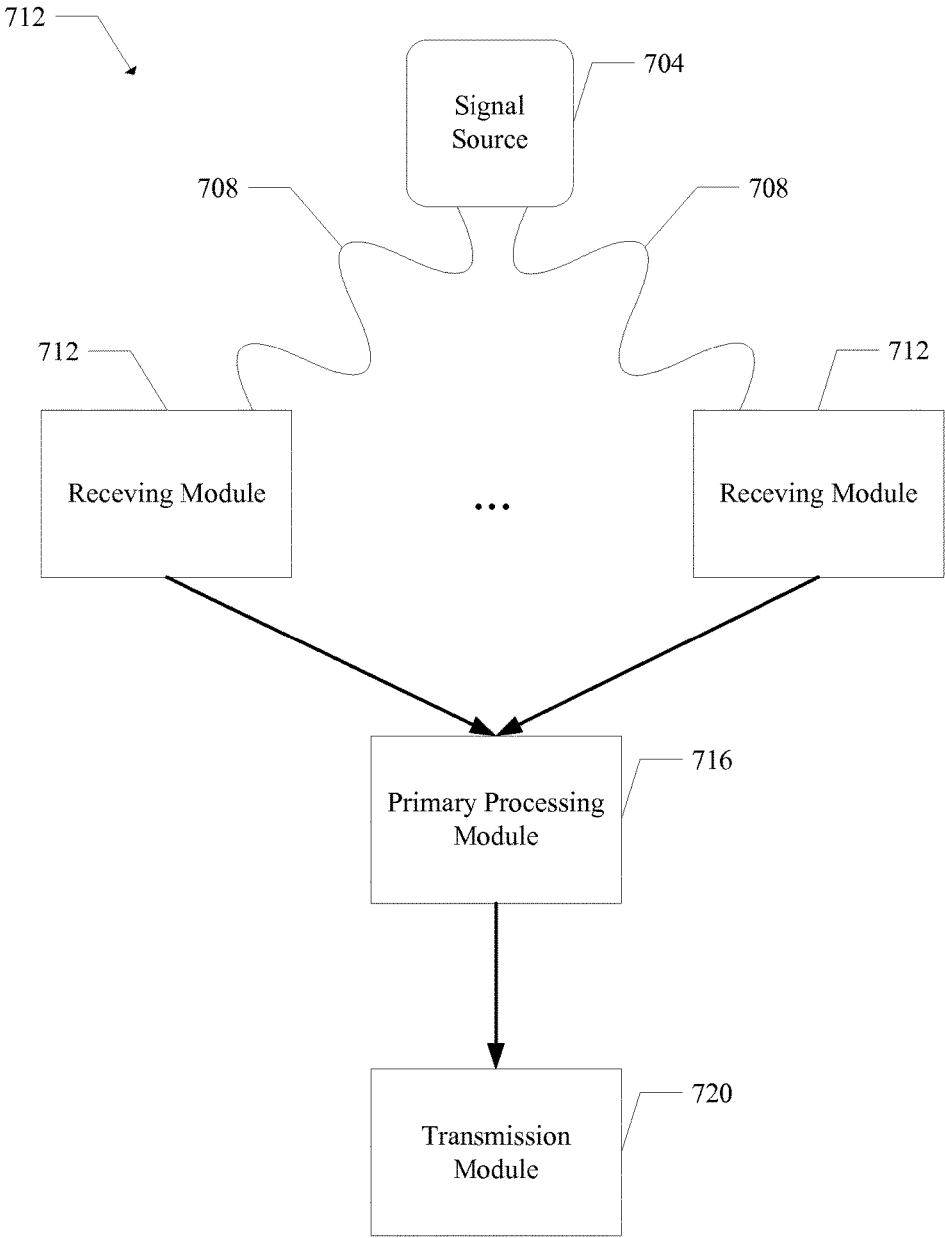 712
704
Signal
Source
708
708
712
712
Receving Module
...
Receving Module
716
Primary Processing
Module
720
Transmission
Module